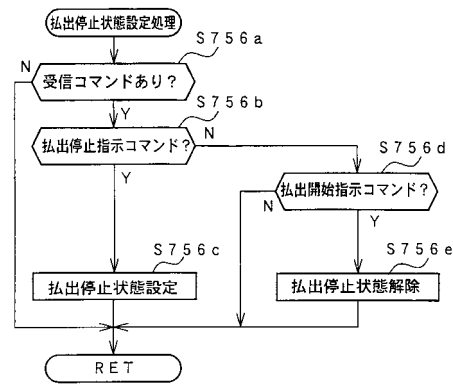 払出停止状態設定処理
S756a
N
受信コマンドあり?
Y
S756b
払出停止指示コマンド?
N
Y
S756d
払出開始指示コマンド?
N
Y
S756c
払出停止状態設定
S756e
払出停止状態解除
RET